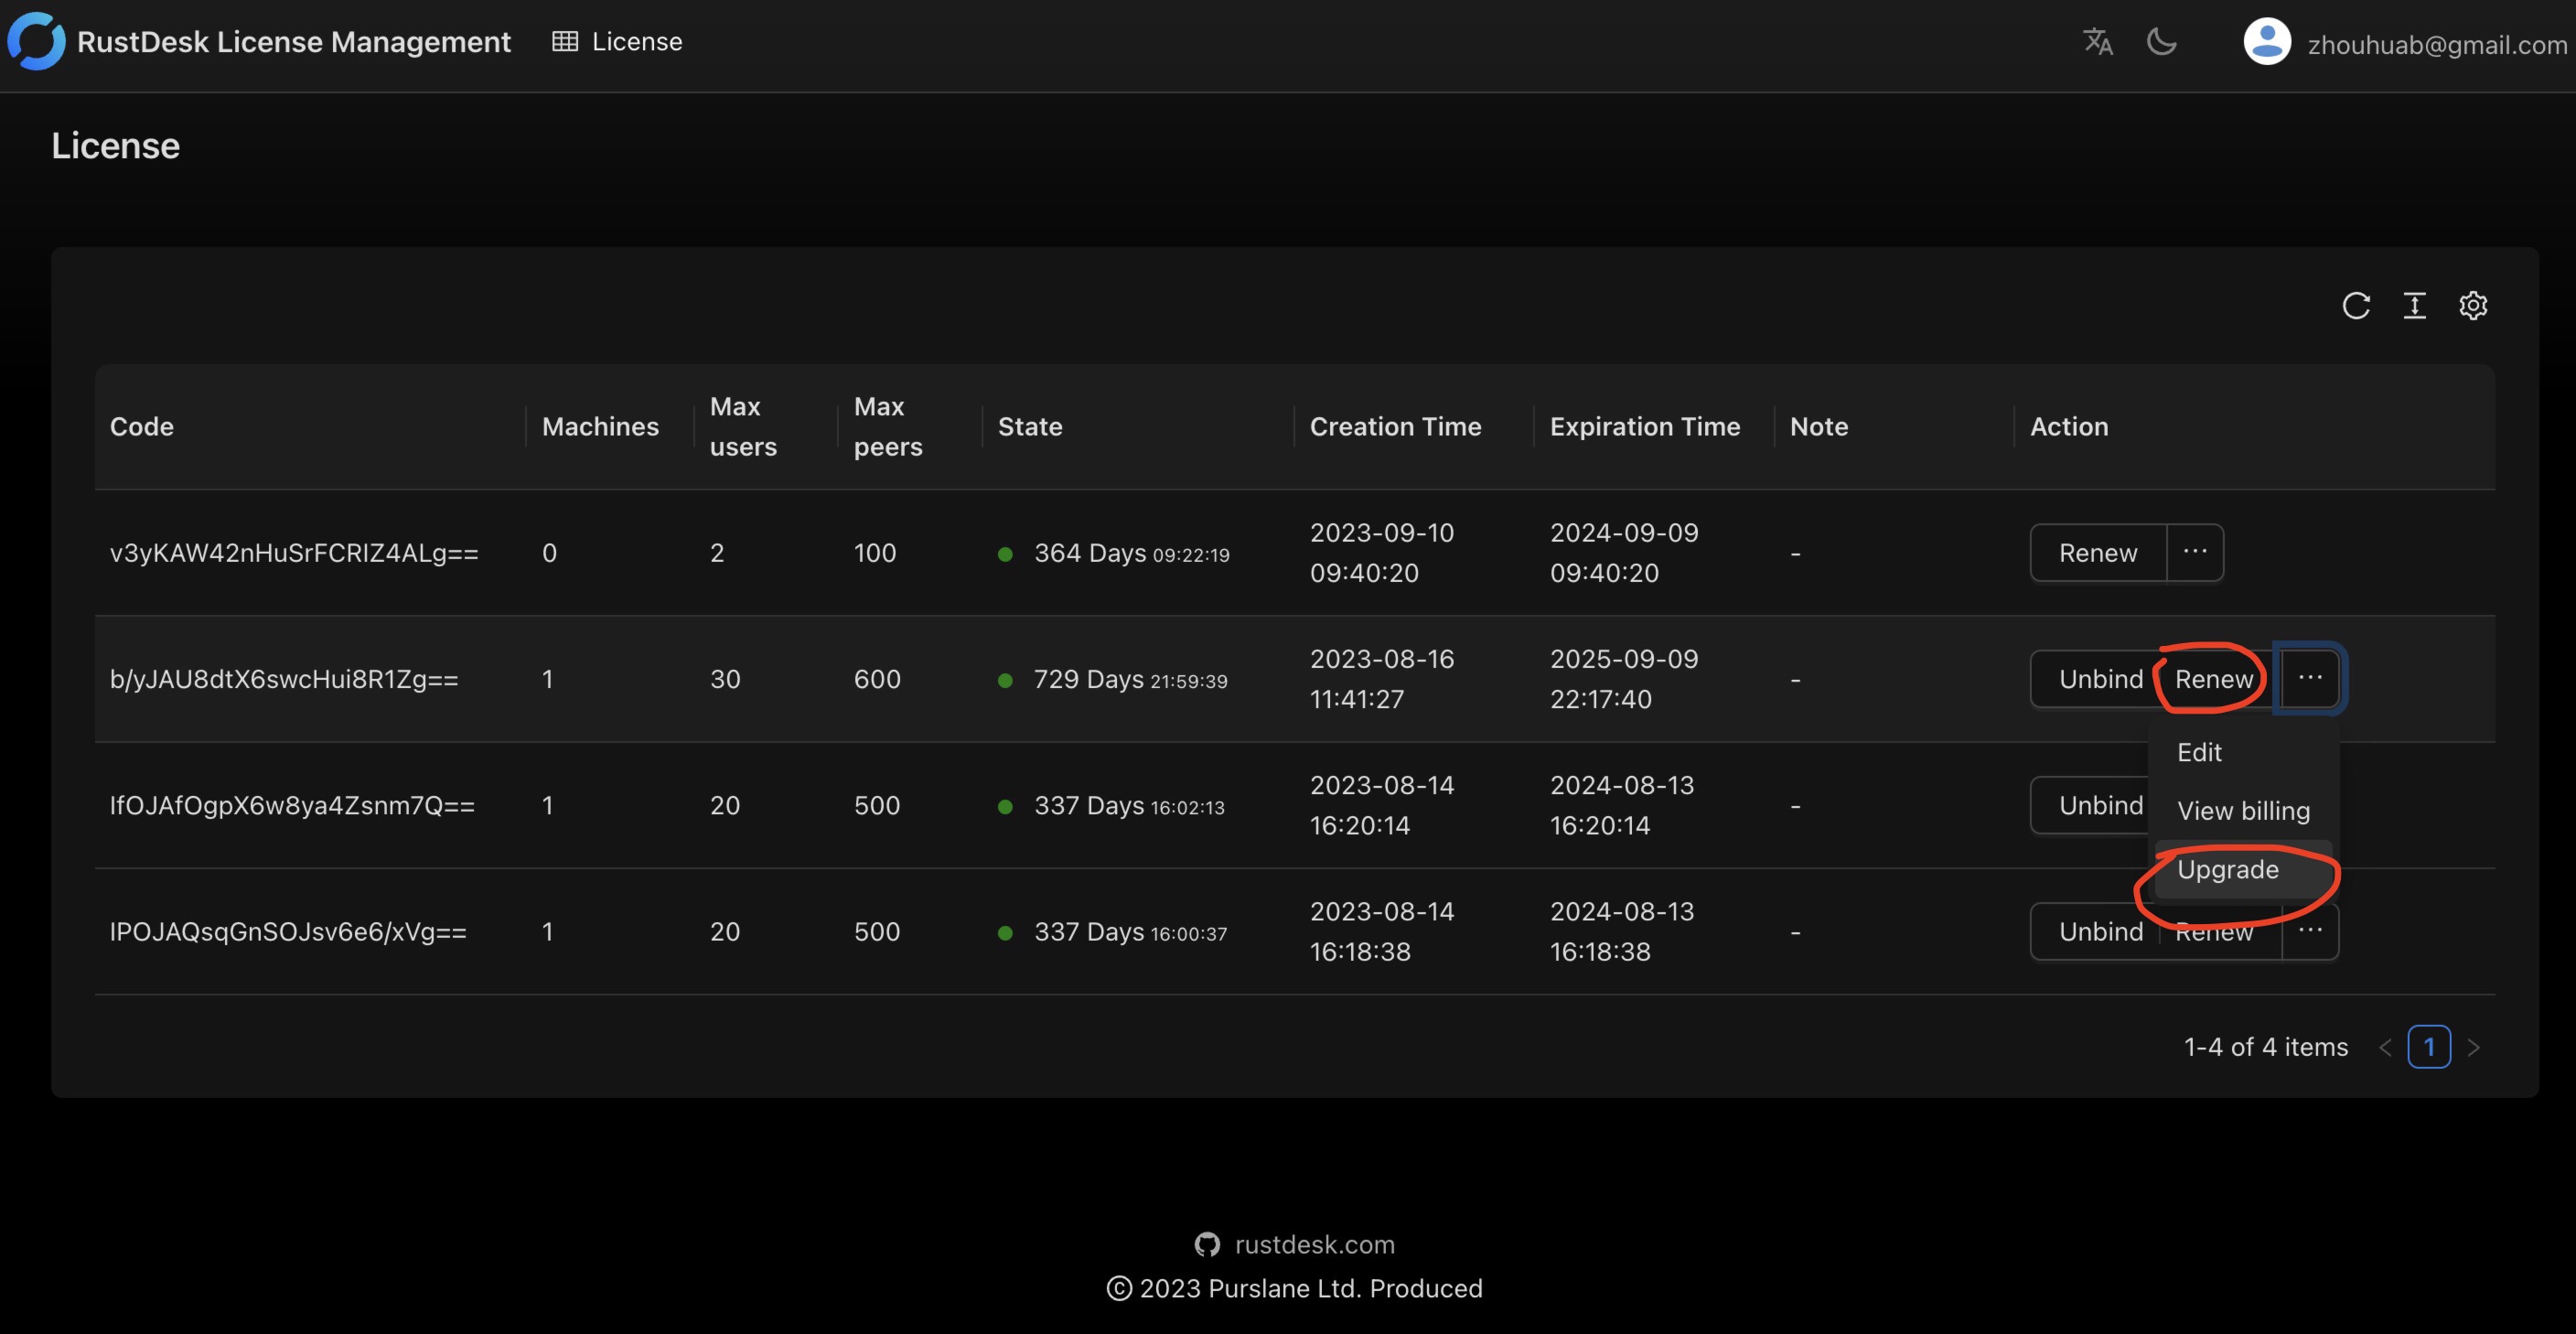 RustDesk License Management License zhouhuab@gmail.com
License
Code Machines Max users Max peers State Creation Time Expiration Time Note Action
v3yKAW42nHuSrFCRIZ4ALg== 0 2 100 364 Days 09:22:19 2023-09-10 09:40:20 2024-09-09 09:40:20 - Renew ···
b/yJAU8dtX6swcHui8R1Zg== 1 30 600 729 Days 21:59:39 2023-08-16 11:41:27 2025-09-09 22:17:40 - Unbind Renew ···
Edit
View billing
Upgrade
IfOJAfOgpX6w8ya4Zsnm7Q== 1 20 500 337 Days 16:02:13 2023-08-14 16:20:14 2024-08-13 16:20:14 - Unbind
IPOJAQsqGnSOJsv6e6/xVg== 1 20 500 337 Days 16:00:37 2023-08-14 16:18:38 2024-08-13 16:18:38 - Unbind Renew ···
1-4 of 4 items < 1 >
rustdesk.com
© 2023 Purslane Ltd. Produced